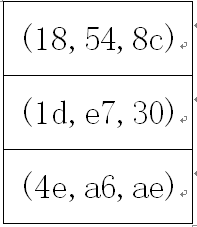 (18, 54, 8c)
(1d, e7, 30)
(4e, a6, ae)